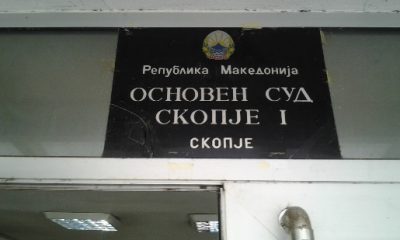 Република Македонија
ОСНОВЕН СУД
СКОПЈЕ I
СКОПЈЕ